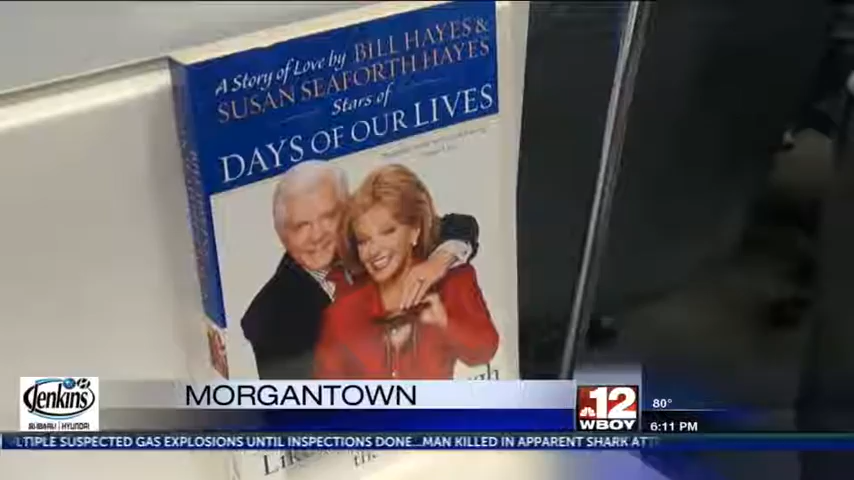 A Story of Love by BILL HAYES &
SUSAN SEAFORTH HAYES
Stars of
DAYS OF OUR LIVES
Jenkins
SUBARU HYUNDAI
MORGANTOWN
12
WBOY
80°
6:11 PM
LTIPLE SUSPECTED GAS EXPLOSIONS UNTIL INSPECTIONS DONE...MAN KILLED IN APPARENT SHARK ATT
Like
the